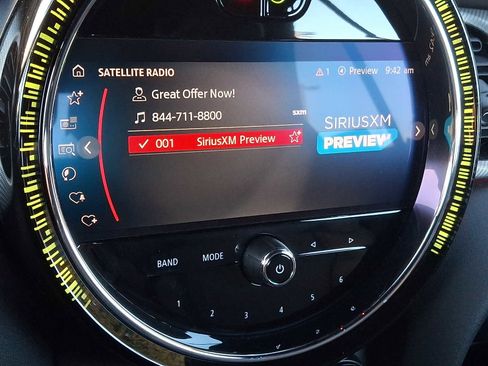 SATELLITE RADIO
1 Preview 9:42 am
Great Offer Now!
844-711-8800
sxm
001 SiriusXM Preview
SIRIUSXM
PREVIEW
BAND MODE
1 2 3 4 5 6